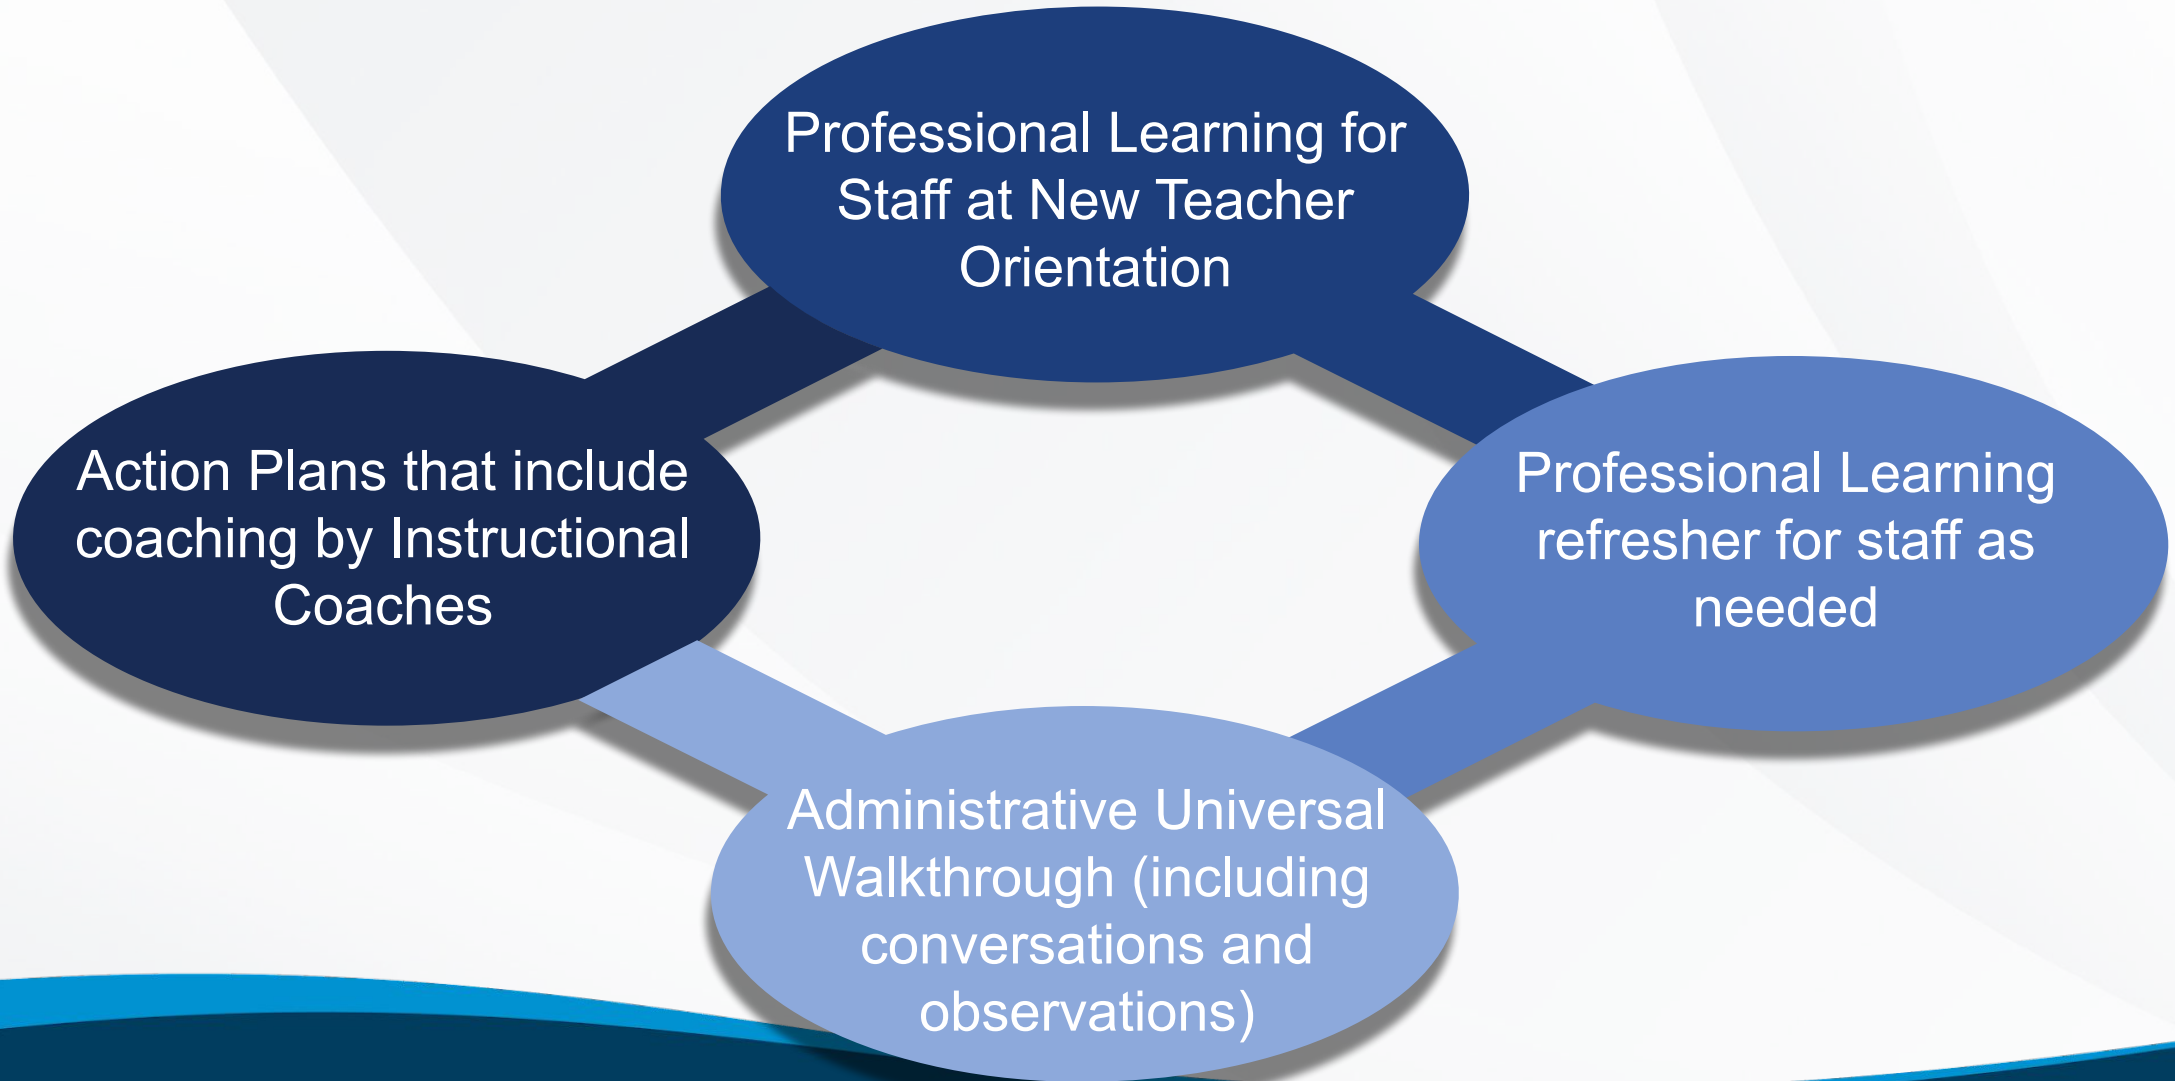 Professional Learning for
Staff at New Teacher
Orientation
Action Plans that include
coaching by Instructional
Coaches
Professional Learning
refresher for staff as
needed
Administrative Universal
Walkthrough (including
conversations and
observations)